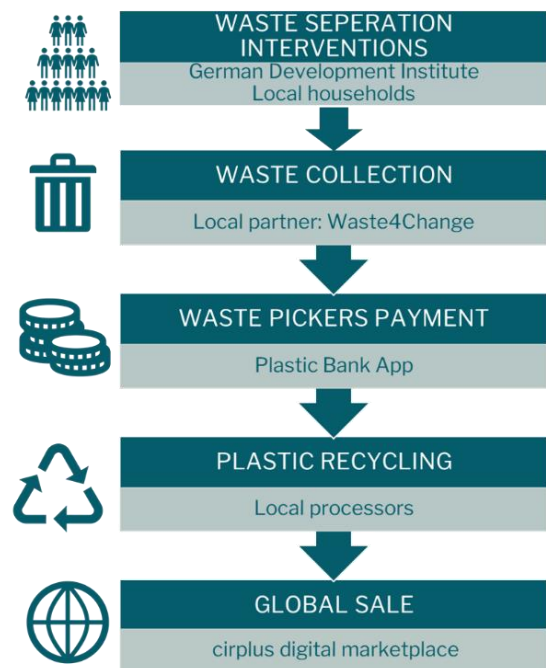 WASTE SEPERATION
INTERVENTIONS
German Development Institute
Local households
WASTE COLLECTION
Local partner: Waste4Change
WASTE PICKERS PAYMENT
Plastic Bank App
PLASTIC RECYCLING
Local processors
GLOBAL SALE
cirplus digital marketplace